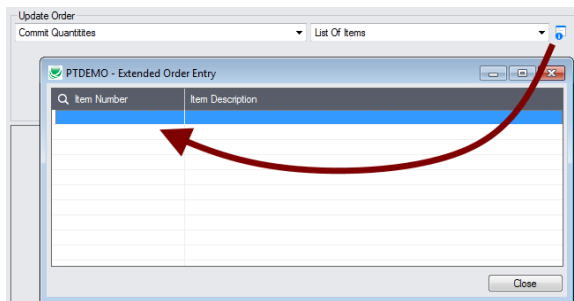 Update Order
Commit Quantitites List Of Items
PTDEMO - Extended Order Entry
Item Number Item Description
Close